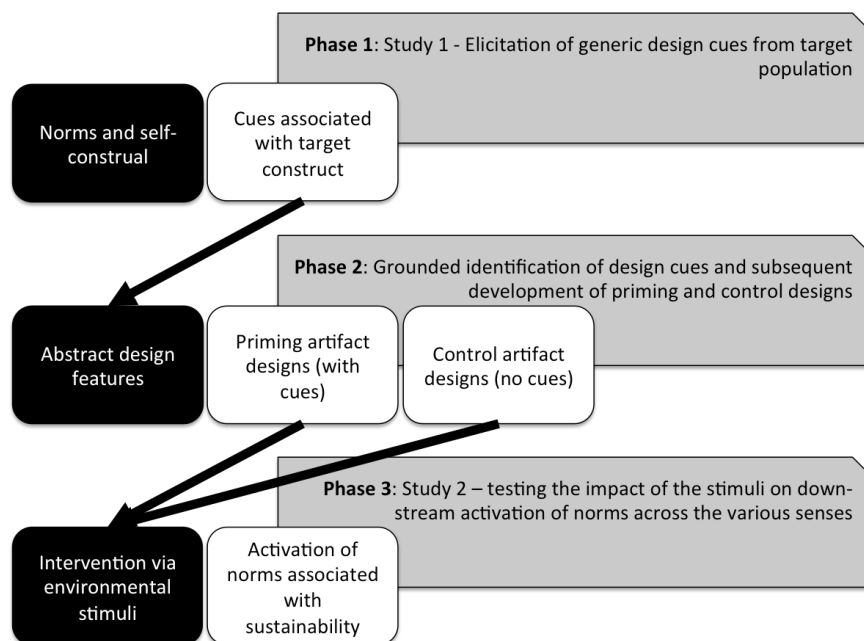 Phase 1: Study 1 - Elicitation of generic design cues from target
population
Norms and self-
construal
Cues associated
with target
construct
Phase 2: Grounded identification of design cues and subsequent
development of priming and control designs
Abstract design
features
Priming artifact
designs (with
cues)
Control artifact
designs (no cues)
Phase 3: Study 2 – testing the impact of the stimuli on down-
stream activation of norms across the various senses
Intervention via
environmental
stimuli
Activation of
norms associated
with
sustainability